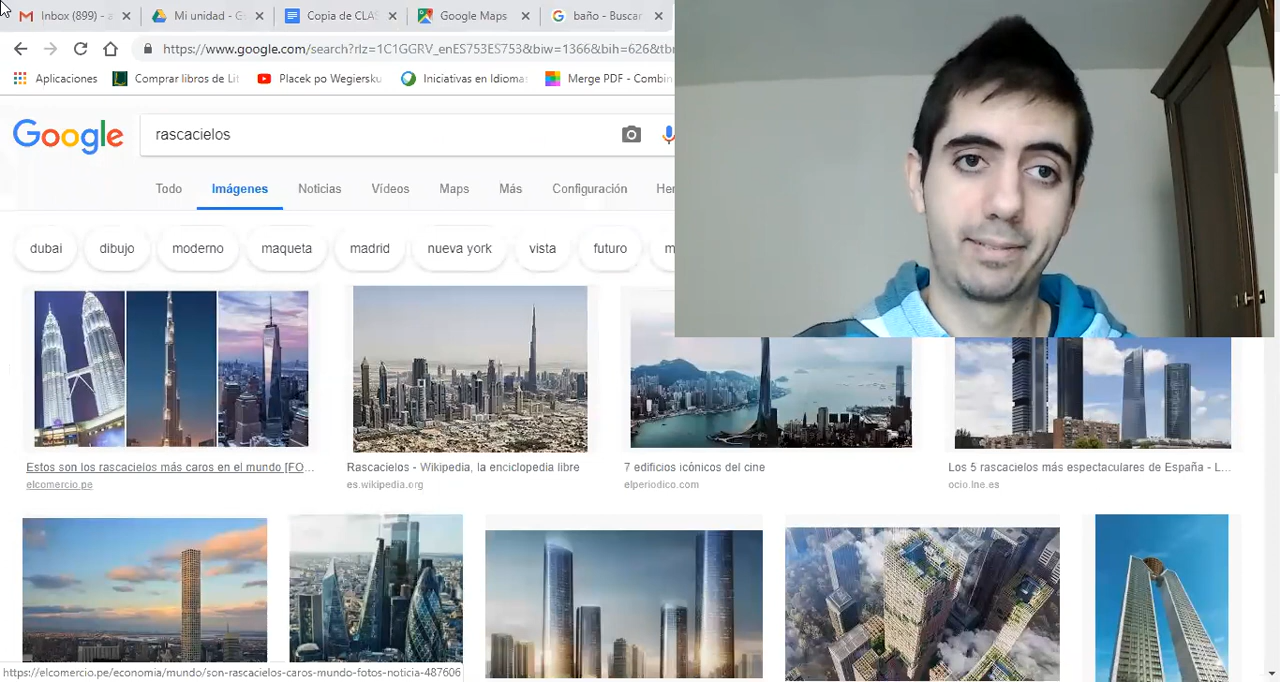 Inbox (899) - a
Mi unidad - G
Copia de CLA
Google Maps
baño - Buscar
https://www.google.com/search?rlz=1C1GGRV_enES753ES753&biw=1366&bih=626&tb
Aplicaciones
Comprar libros de Lit
Placek po Węgiersku
Iniciativas en Idioma
Merge PDF - Combin
Google
rascacielos
Todo
Imágenes
Noticias
Vídeos
Maps
Más
Configuración
Her
dubai
dibujo
moderno
maqueta
madrid
nueva york
vista
futuro
m
Estos son los rascacielos más caros en el mundo [FO...
Rascacielos - Wikipedia, la enciclopedia libre
7 edificios icónicos del cine
Los 5 rascacielos más espectaculares de España - L...
elcomercio.pe
es.wikipedia.org
elperiodico.com
ocio.lne.es
https://elcomercio.pe/economia/mundo/son-rascacielos-caros-mundo-fotos-noticia-487606